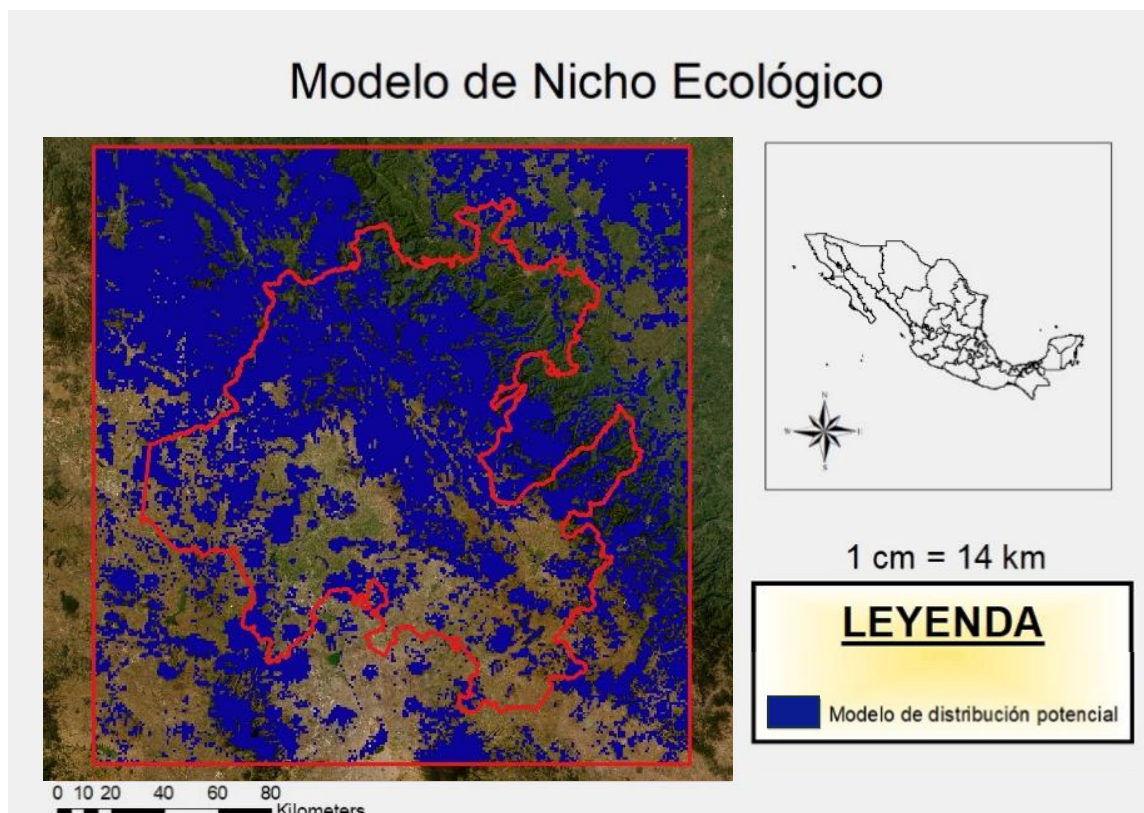 Modelo de Nicho Ecológico
N
W E
S
1 cm = 14 km
LEYENDA
Modelo de distribución potencial
0 10 20 40 60 80
Kilometers